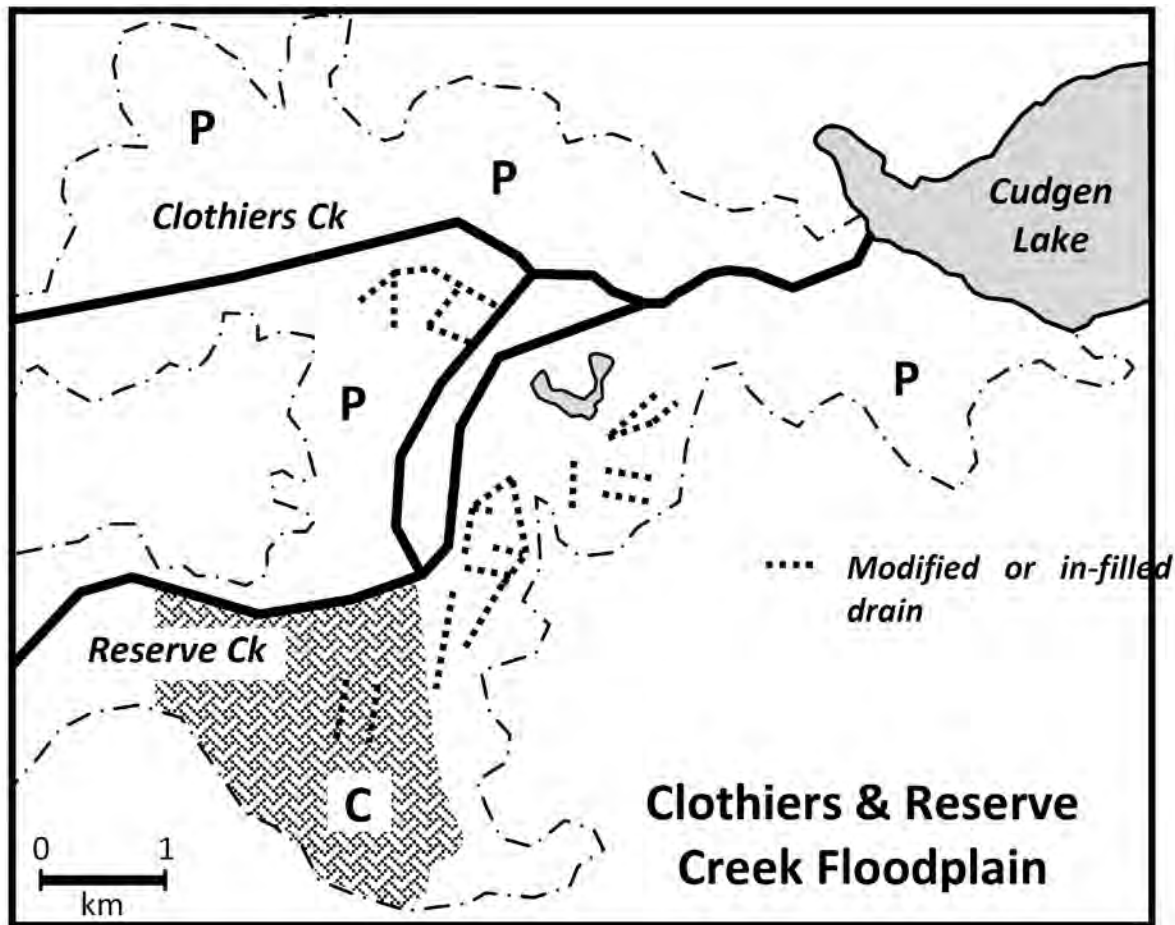 P
P
Clothiers Ck
Cudgen
Lake
P
P
Modified or in-filled
drain
Reserve Ck
C
Clothiers & Reserve
Creek Floodplain
0 1
km